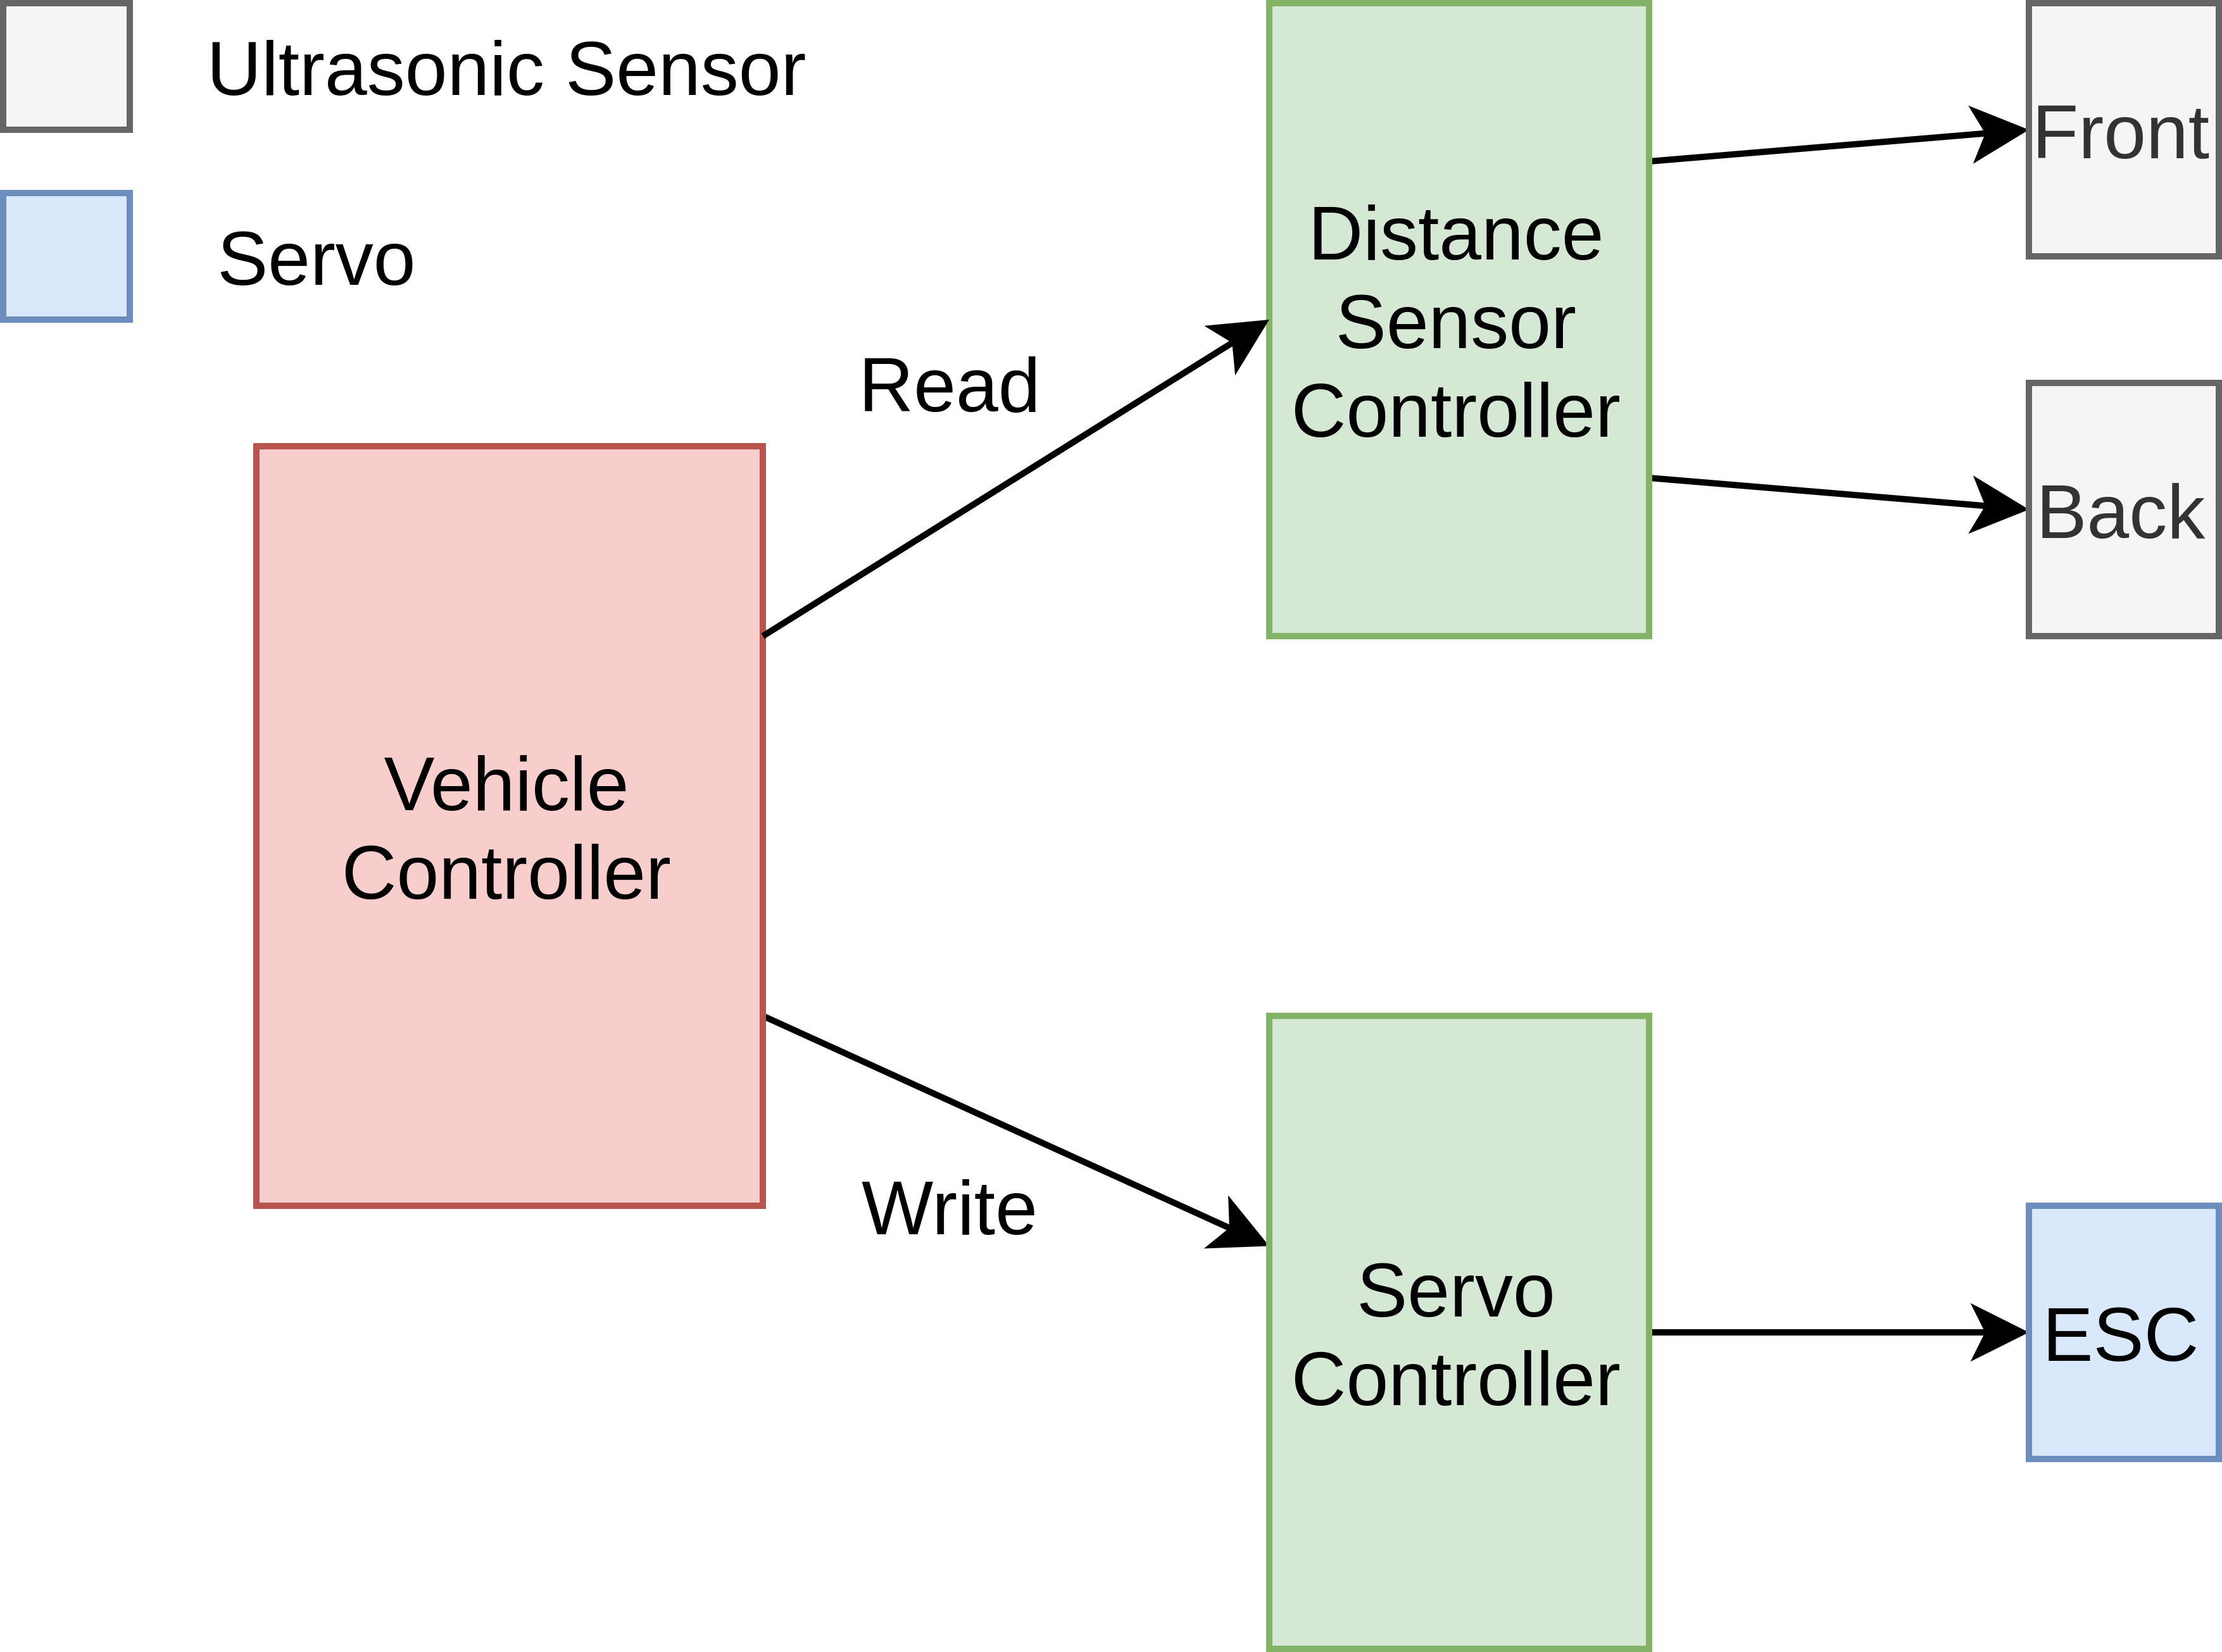 Ultrasonic Sensor
Servo
Read
Vehicle
Controller
Write
Distance
Sensor
Controller
Front
Back
Servo
Controller
ESC